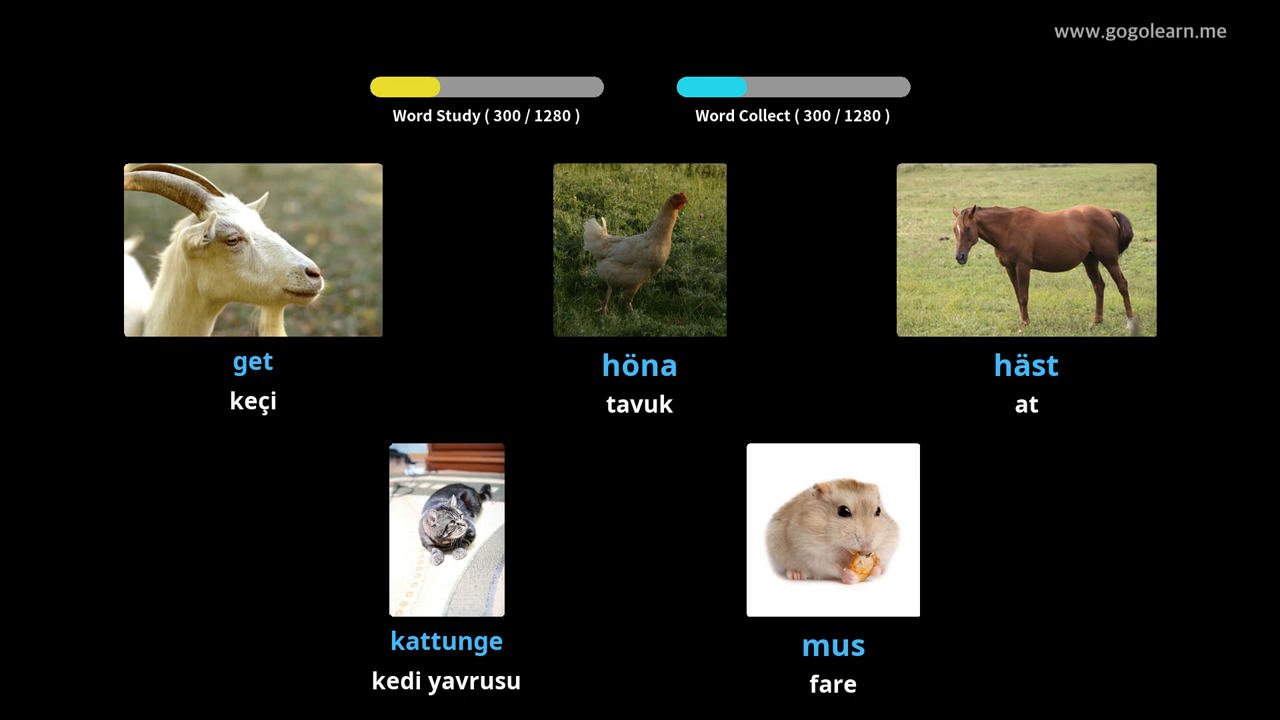 www.gogolearn.me
Word Study ( 300 / 1280 )
Word Collect ( 300 / 1280 )
get
keçi
höna
tavuk
häst
at
kattunge
kedi yavrusu
mus
fare